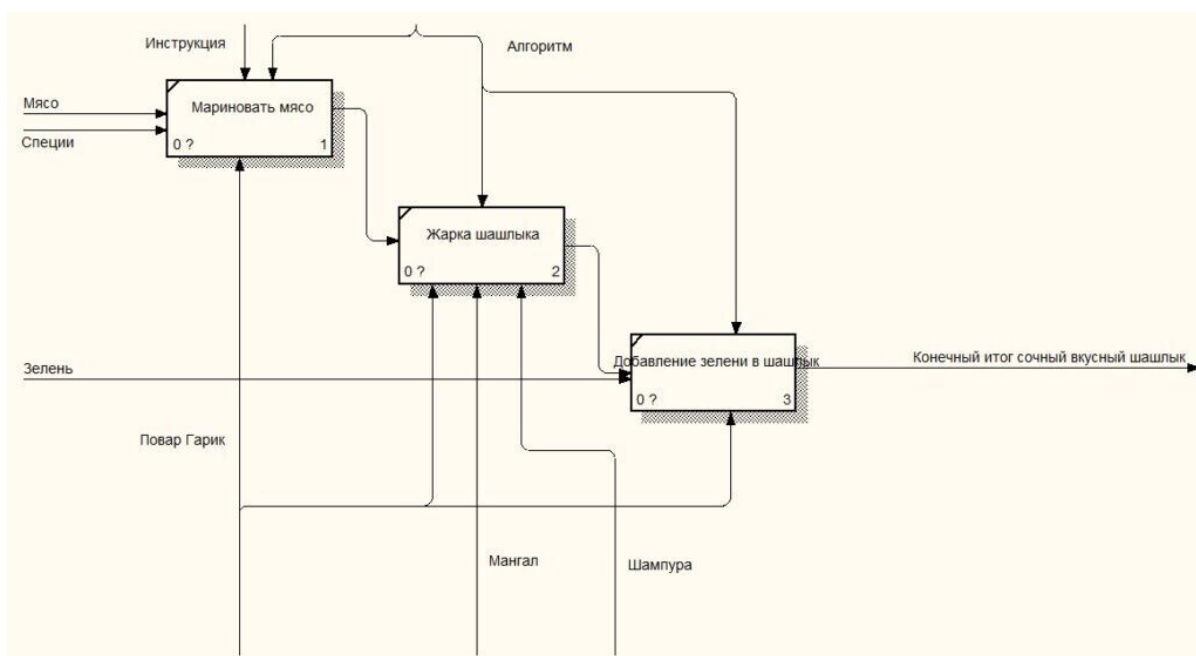 Инструкция
Алгоритм
Мясо
Мариновать мясо
Специи
0 ?
1
Жарка шашлыка
0 ?
2
Зелень
Добавление зелени в шашлык
Конечный итог сочный вкусный шашлык
0 ?
3
Повар Гарик
Мангал
Шампура